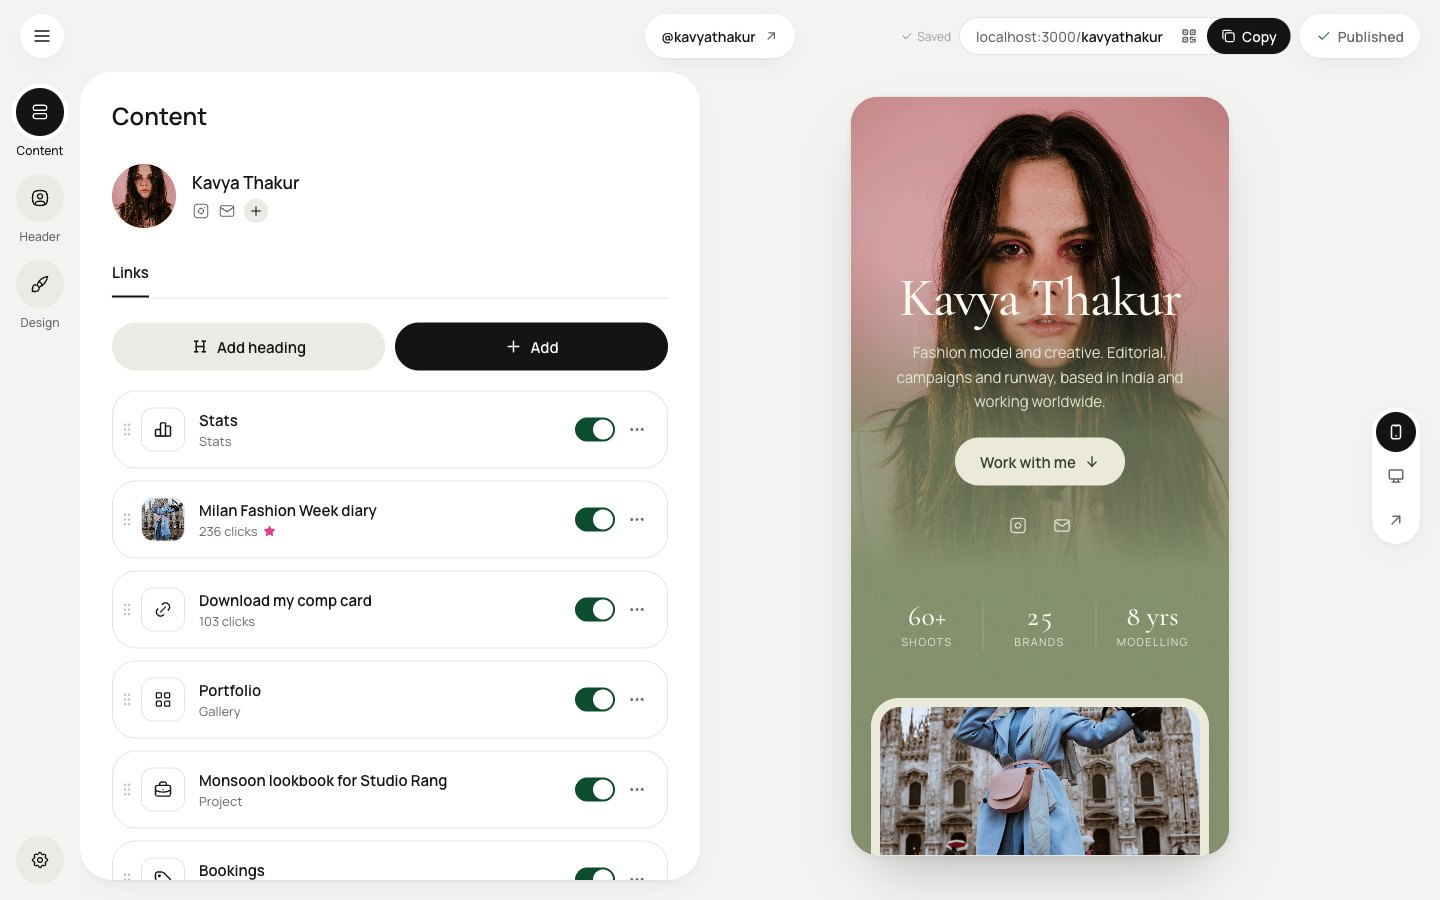 @kavyathakur
Saved
localhost:3000/kavyathakur
Copy
Published
Content
Header
Design
Content
Kavya Thakur
Links
Add heading
Add
Stats
Stats
Milan Fashion Week diary
236 clicks
Download my comp card
103 clicks
Portfolio
Gallery
Monsoon lookbook for Studio Rang
Project
Bookings
Kavya Thakur
Fashion model and creative. Editorial,
campaigns and runway, based in India and
working worldwide.
Work with me
60+
SHOOTS
25
BRANDS
8 yrs
MODELLING